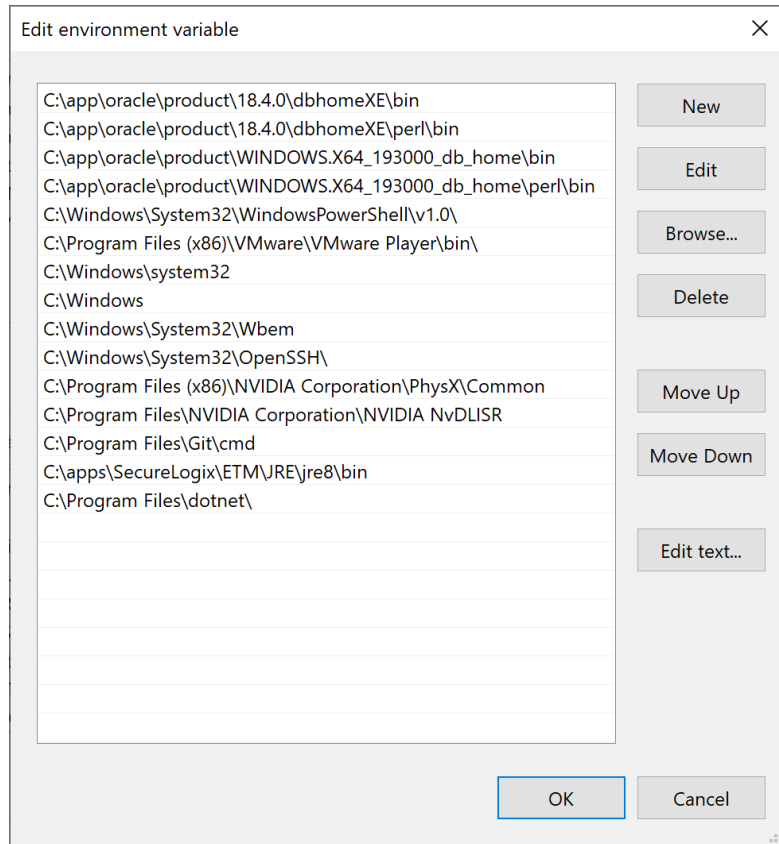 Edit environment variable
C:\app\oracle\product\18.4.0\dbhomeXE\bin
C:\app\oracle\product\18.4.0\dbhomeXE\perl\bin
C:\app\oracle\product\WINDOWS.X64_193000_db_home\bin
C:\app\oracle\product\WINDOWS.X64_193000_db_home\perl\bin
C:\Windows\System32\WindowsPowerShell\v1.0\
C:\Program Files (x86)\VMware\VMware Player\bin\
C:\Windows\system32
C:\Windows
C:\Windows\System32\Wbem
C:\Windows\System32\OpenSSH\
C:\Program Files (x86)\NVIDIA Corporation\PhysX\Common
C:\Program Files\NVIDIA Corporation\NVIDIA NvDLISR
C:\Program Files\Git\cmd
C:\apps\SecureLogix\ETM\JRE\jre8\bin
C:\Program Files\dotnet\
New
Edit
Browse...
Delete
Move Up
Move Down
Edit text...
OK
Cancel